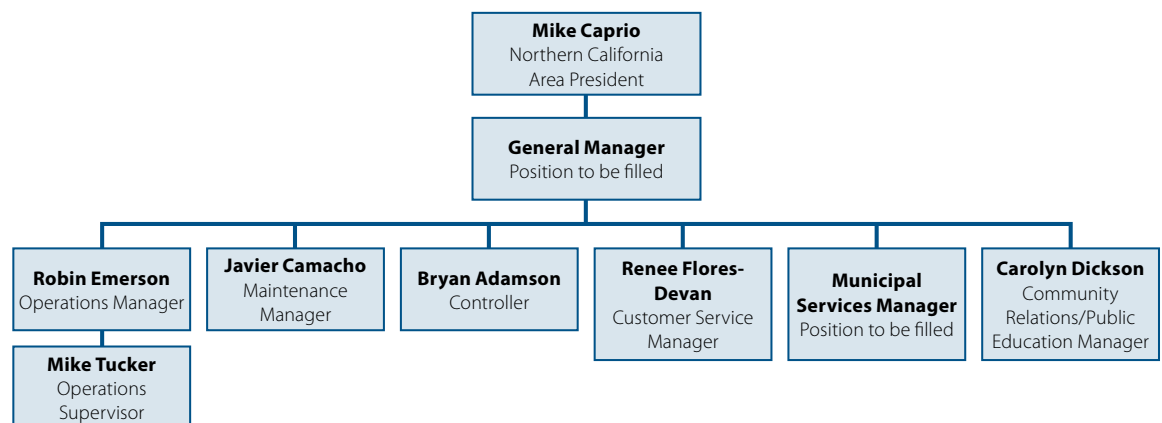 Mike Caprio
Northern California
Area President
General Manager
Position to be filled
Robin Emerson
Operations Manager
Javier Camacho
Maintenance
Manager
Bryan Adamson
Controller
Renee Flores-
Devan
Customer Service
Manager
Municipal
Services Manager
Position to be filled
Carolyn Dickson
Community
Relations/Public
Education Manager
Mike Tucker
Operations
Supervisor